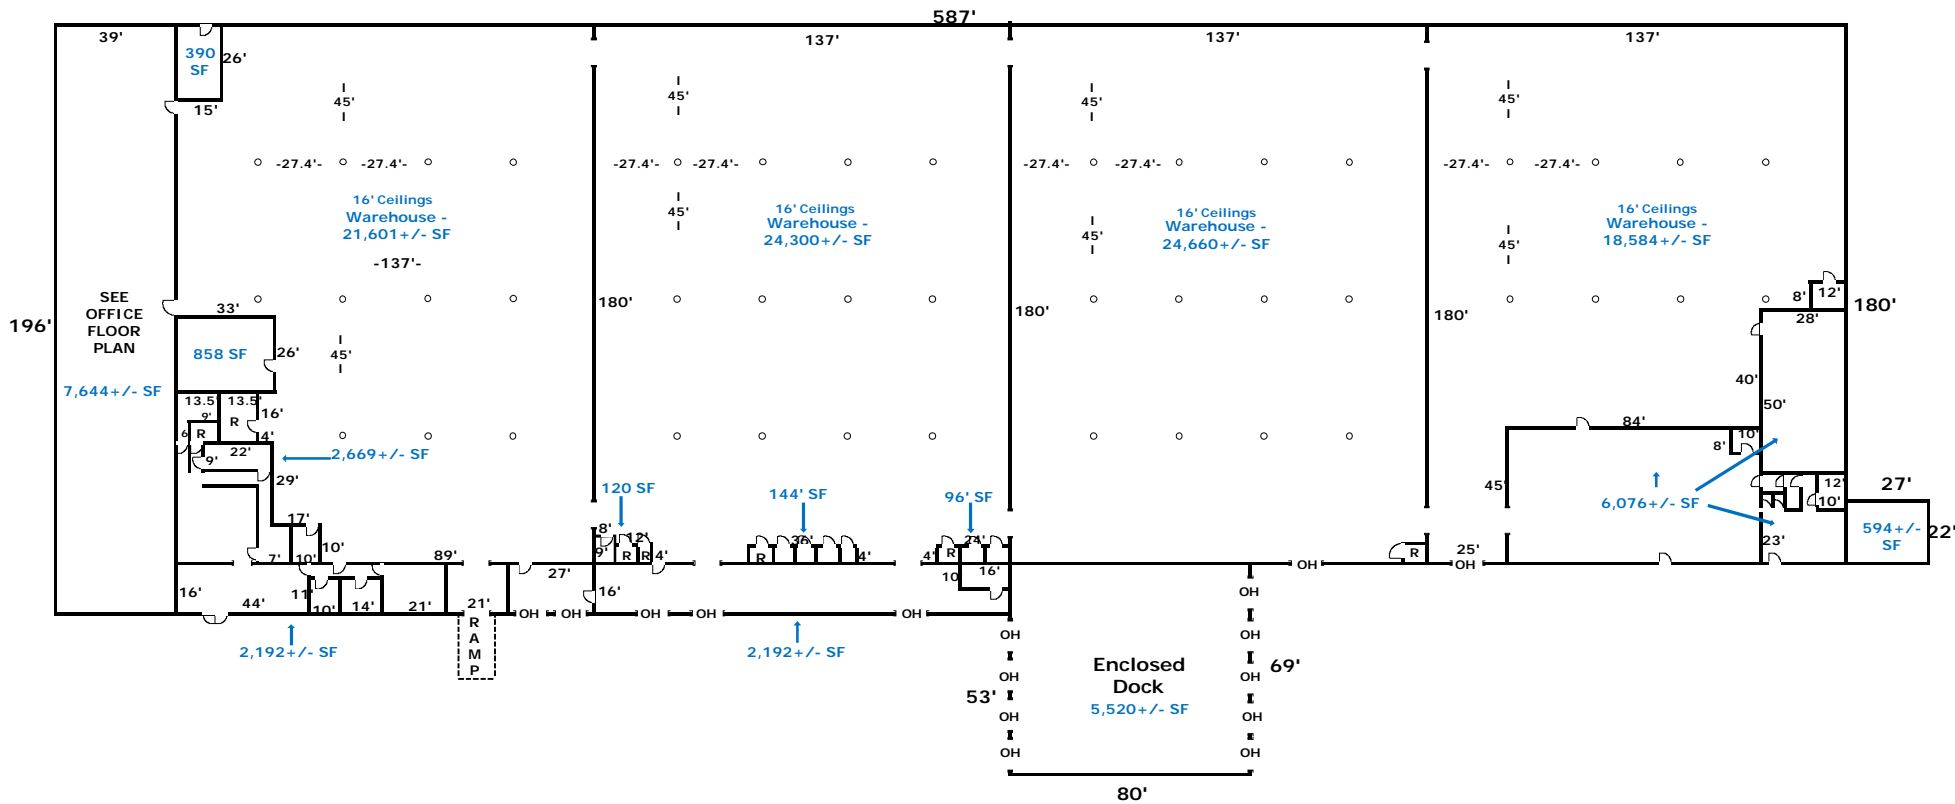 587'
39'
137'
137'
137'
390
SF
26'
15'
45'
45'
45'
45'
-27.4'-
-27.4'-
-27.4'-
-27.4'-
-27.4'-
-27.4'-
-27.4'-
-27.4'-
16' Ceilings
Warehouse -
21,601+/- SF
-137'-
45'
16' Ceilings
Warehouse -
24,300+/- SF
45'
16' Ceilings
Warehouse -
24,660+/- SF
45'
16' Ceilings
Warehouse -
18,584+/- SF
SEE
OFFICE
FLOOR
PLAN
7,644+/- SF
196'
33'
858 SF
26'
45'
180'
180'
180'
180'
8'
12'
28'
40'
50'
84'
8'
10'
45'
6,076+/- SF
12'
10'
23'
27'
594+/-
SF
22'
13.5'
13.5'
9'
R
16'
6
R
4'
22'
9'
2,669+/- SF
29'
17'
10'
7'
10'
89'
120 SF
8'
12'
9'
R
R
4'
144' SF
36'
R
4'
96' SF
24'
4'
R
10
16'
R
25'
OH
OH
16'
44'
11'
10'
14'
21'
21'
27'
16'
OH
OH
OH
OH
OH
RAMP
2,192+/- SF
2,192+/- SF
OH
OH
OH
OH
OH
OH
OH
OH
OH
53'
69'
Enclosed
Dock
5,520+/- SF
80'